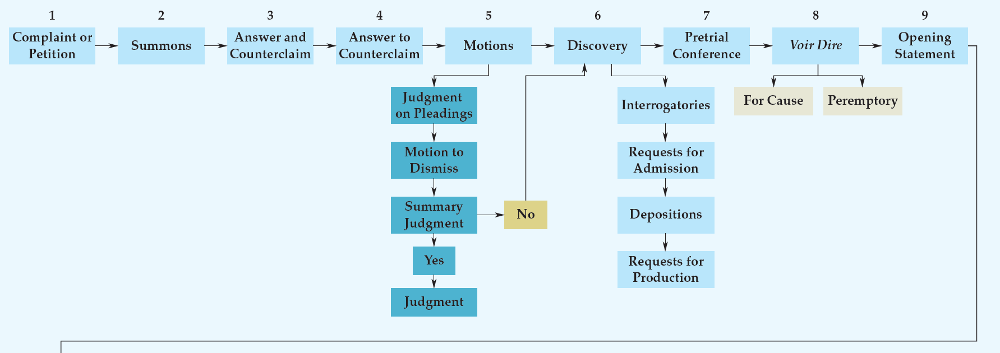 1
2
3
4
5
6
7
8
9
Complaint or
Petition
Summons
Answer and
Counterclaim
Answer to
Counterclaim
Motions
Discovery
Pretrial
Conference
Voir Dire
Opening
Statement
Judgment
on Pleadings
Motion to
Dismiss
Summary
Judgment
No
Yes
Judgment
Interrogatories
Requests for
Admission
Depositions
Requests for
Production
For Cause
Peremptory